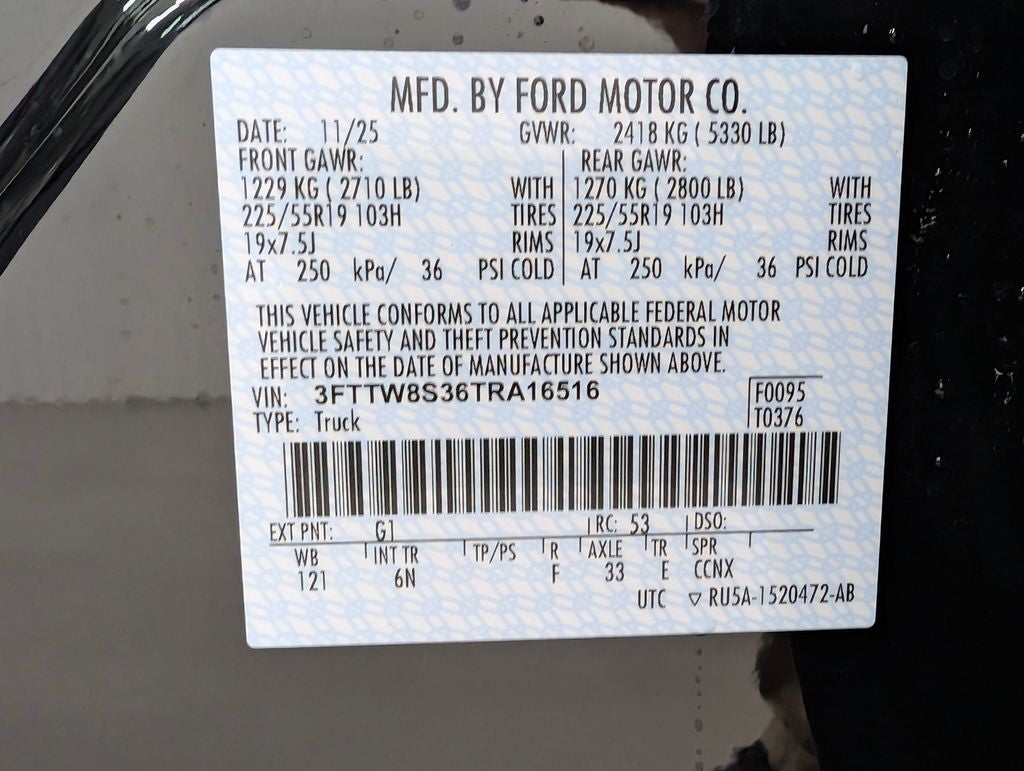 MFD. BY FORD MOTOR CO.
DATE: 11/25 GVWR: 2418 KG ( 5330 LB)
FRONT GAWR: REAR GAWR:
1229 KG ( 2710 LB) WITH 1270 KG ( 2800 LB) WITH
225/55R19 103H TIRES 225/55R19 103H TIRES
19x7.5J RIMS 19x7.5J RIMS
AT 250 kPa/ 36 PSI COLD AT 250 kPa/ 36 PSI COLD
THIS VEHICLE CONFORMS TO ALL APPLICABLE FEDERAL MOTOR
VEHICLE SAFETY AND THEFT PREVENTION STANDARDS IN
EFFECT ON THE DATE OF MANUFACTURE SHOWN ABOVE.
VIN: 3FTTW8S36TRA16516 F0095
TYPE: Truck T0376
EXT PNT: G1 RC: 53 DSO:
WB INT TR TP/PS R AXLE TR SPR
121 6N F 33 E CCNX
UTC ▽ RU5A-1520472-AB